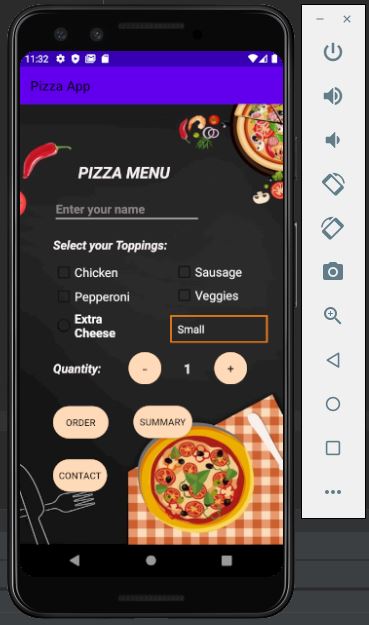 11:32
Pizza App
PIZZA MENU
Enter your name
Select your Toppings:
Chicken
Sausage
Pepperoni
Veggies
Extra
Cheese
Small
Quantity:
-
1
+
ORDER
SUMMARY
CONTACT